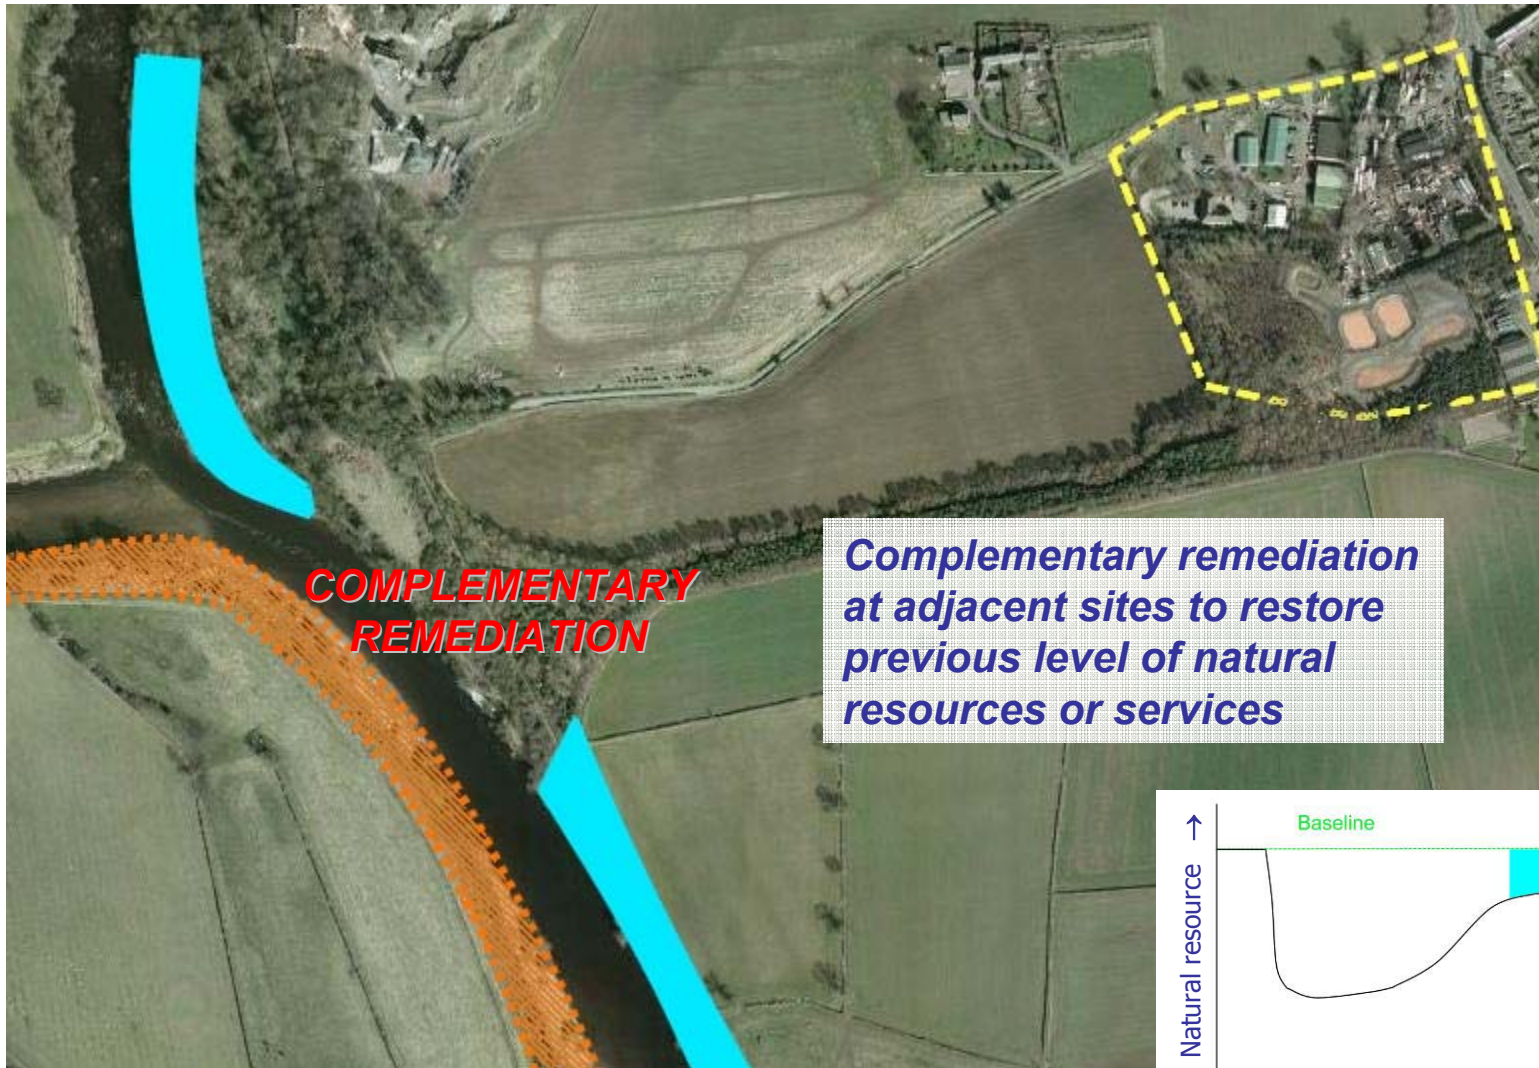 COMPLEMENTARY
REMEDIATION
Complementary remediation
at adjacent sites to restore
previous level of natural
resources or services
Baseline
Natural resource →